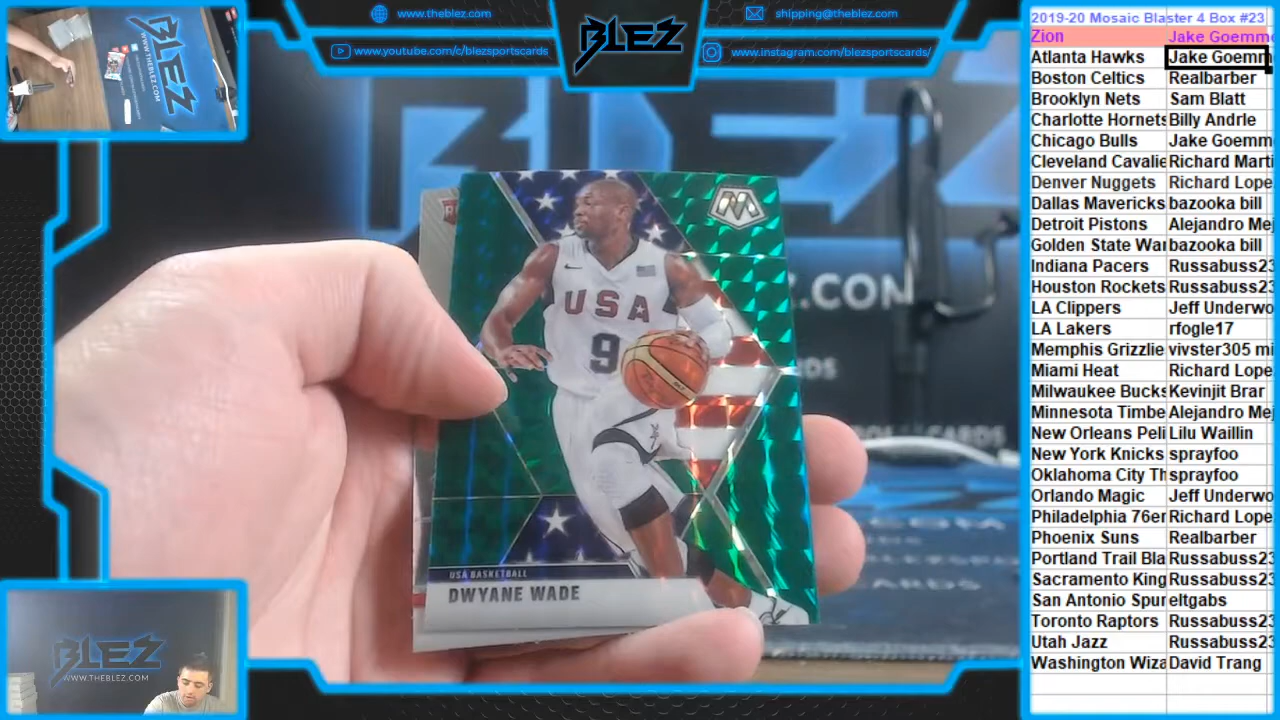 www.theblez.com
www.youtube.com/c/blezsportscards
BLEZ
shipping@theblez.com
www.instagram.com/blezsportscards/
2019-20 Mosaic Blaster 4 Box #23
Zion Jake Goemm
Atlanta Hawks Jake Goemm
Boston Celtics Realbarber
Brooklyn Nets Sam Blatt
Charlotte Hornets Billy Andrle
Chicago Bulls Jake Goemm
Cleveland Cavalie Richard Marti
Denver Nuggets Richard Lope
Dallas Mavericks bazooka bill
Detroit Pistons Alejandro Mej
Golden State War bazooka bill
Indiana Pacers Russabuss23
Houston Rockets Russabuss23
LA Clippers Jeff Underwo
LA Lakers rfogle17
Memphis Grizzlie vivster305 mi
Miami Heat Richard Lope
Milwaukee Bucks Kevinjit Brar
Minnesota Timbe Alejandro Mej
New Orleans Peli Lilu Waillin
New York Knicks sprayfoo
Oklahoma City Th sprayfoo
Orlando Magic Jeff Underwo
Philadelphia 76er Richard Lope
Phoenix Suns Realbarber
Portland Trail Bla Russabuss23
Sacramento King Russabuss23
San Antonio Spur eltgabs
Toronto Raptors Russabuss23
Utah Jazz Russabuss23
Washington Wiza David Trang
M
USA
9
USA BASKETBALL
DWYANE WADE
.COM
CARDS
BLEZ
WWW.THEBLEZ.COM
BLEZ
WWW.THEBLEZ.COM